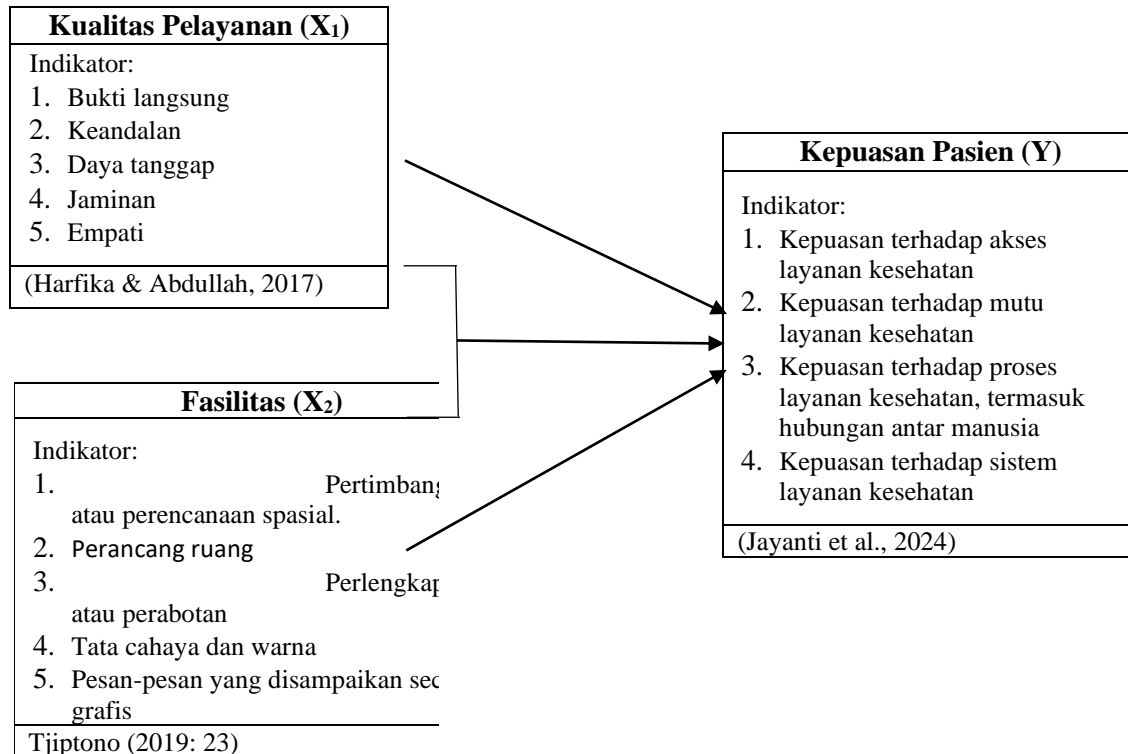 Kualitas Pelayanan (X₁)
Indikator:
1. Bukti langsung
2. Keandalan
3. Daya tanggap
4. Jaminan
5. Empati
(Harfika & Abdullah, 2017)
Fasilitas (X₂)
Indikator:
1. Pertimbang
atau perencanaan spasial.
2. Perancang ruang
3. Perlengkap
atau perabotan
4. Tata cahaya dan warna
5. Pesan-pesan yang disampaikan sec
grafis
Tjiptono (2019: 23)
Kepuasan Pasien (Y)
Indikator:
1. Kepuasan terhadap akses
layanan kesehatan
2. Kepuasan terhadap mutu
layanan kesehatan
3. Kepuasan terhadap proses
layanan kesehatan, termasuk
hubungan antar manusia
4. Kepuasan terhadap sistem
layanan kesehatan
(Jayanti et al., 2024)